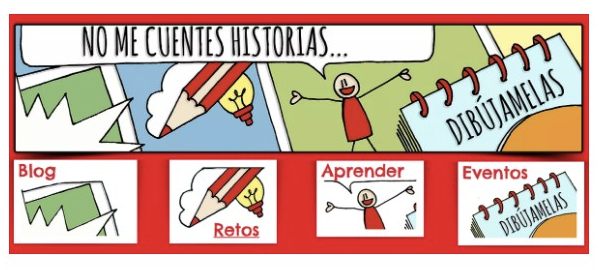 NO ME CUENTES HISTORIAS...
DIBÚJAMELAS
Blog
Retos
Aprender
Eventos
DIBÚJAMELAS